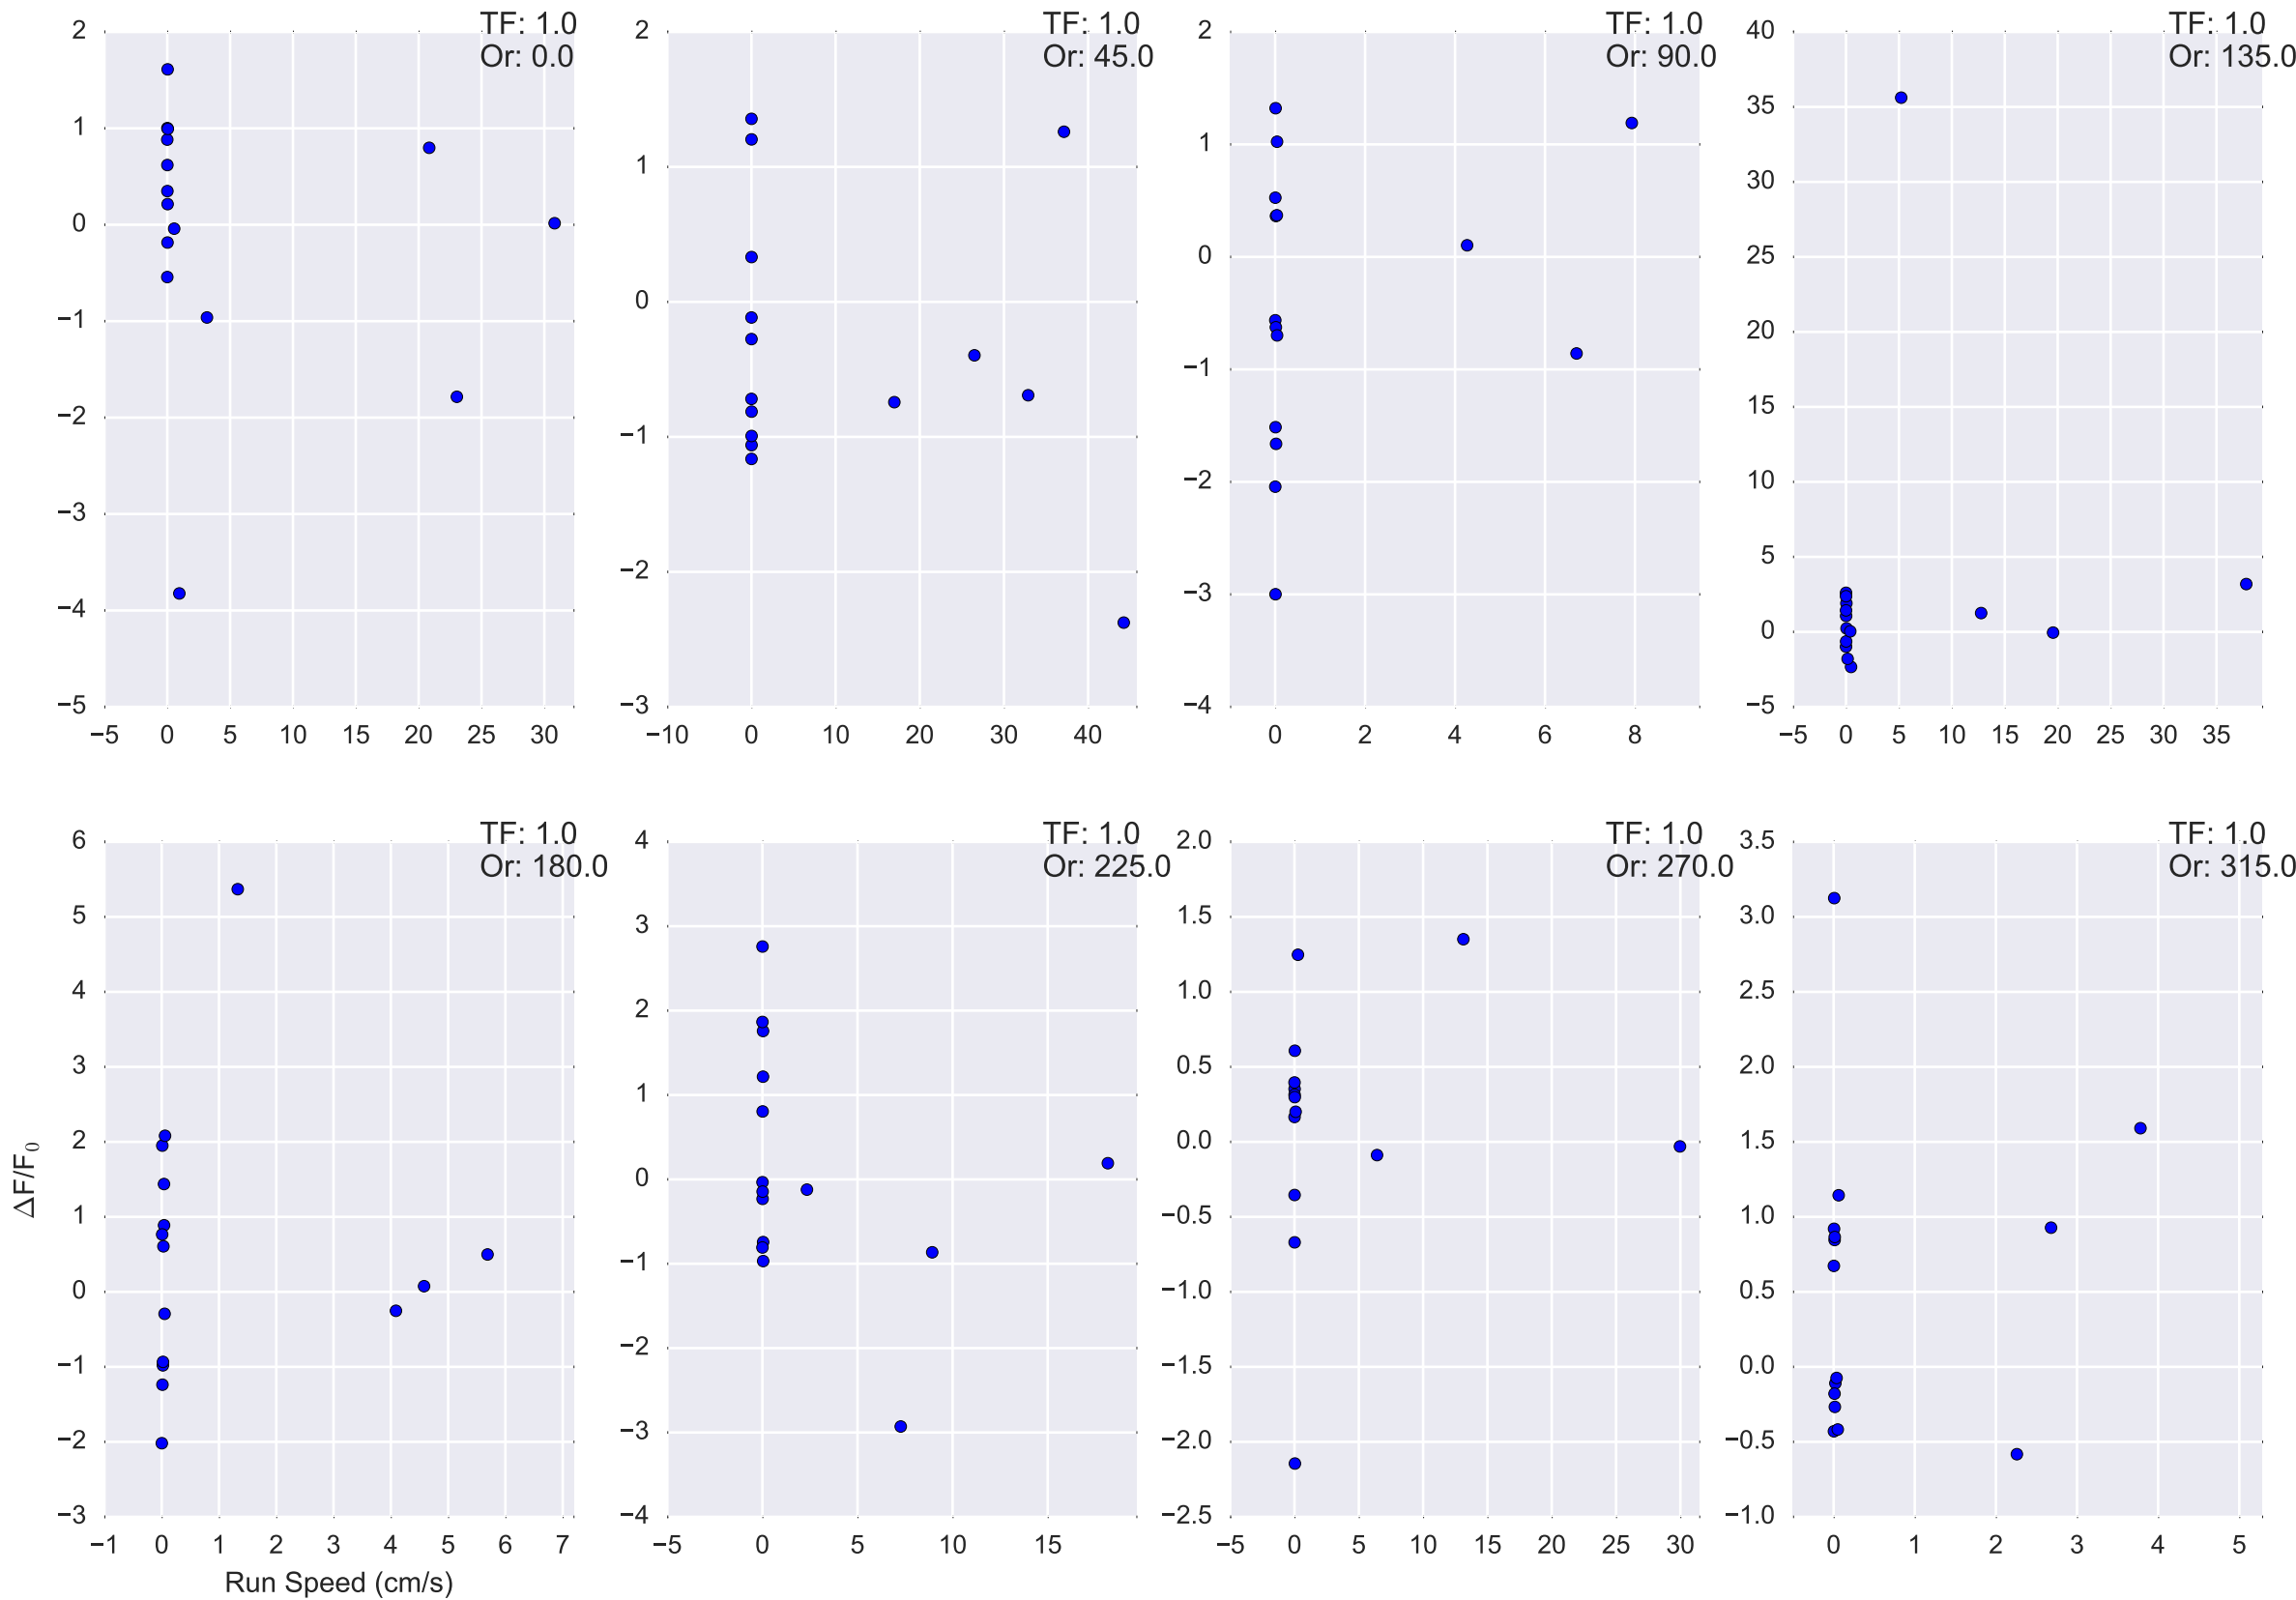 TF: 1.0
Or: 0.0
2
1
0
−1
−2
−3
−4
−5
−5 0 5 10 15 20 25 30
TF: 1.0
Or: 45.0
2
1
0
−1
−2
−3
−10 0 10 20 30 40
TF: 1.0
Or: 90.0
2
1
0
−1
−2
−3
−4
0 2 4 6 8
TF: 1.0
Or: 135.0
40
35
30
25
20
15
10
5
0
−5
−5 0 5 10 15 20 25 30 35
TF: 1.0
Or: 180.0
6
5
4
3
2
1
0
−1
−2
−3
−1 0 1 2 3 4 5 6 7
Run Speed (cm/s)
ΔF/F0
TF: 1.0
Or: 225.0
4
3
2
1
0
−1
−2
−3
−4
−5 0 5 10 15
TF: 1.0
Or: 270.0
2.0
1.5
1.0
0.5
0.0
−0.5
−1.0
−1.5
−2.0
−2.5
−5 0 5 10 15 20 25 30
TF: 1.0
Or: 315.0
3.5
3.0
2.5
2.0
1.5
1.0
0.5
0.0
−0.5
−1.0
0 1 2 3 4 5